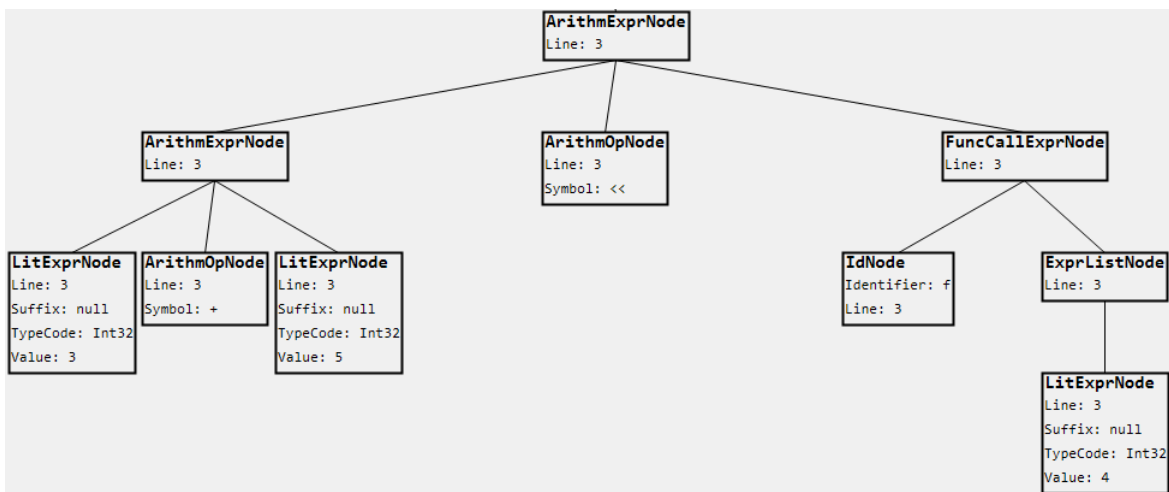 ArithmExprNode
Line: 3
ArithmExprNode
Line: 3
ArithmOpNode
Line: 3
Symbol: <<
FuncCallExprNode
Line: 3
LitExprNode
Line: 3
Suffix: null
TypeCode: Int32
Value: 3
ArithmOpNode
Line: 3
Symbol: +
LitExprNode
Line: 3
Suffix: null
TypeCode: Int32
Value: 5
IdNode
Identifier: f
Line: 3
ExprListNode
Line: 3
LitExprNode
Line: 3
Suffix: null
TypeCode: Int32
Value: 4